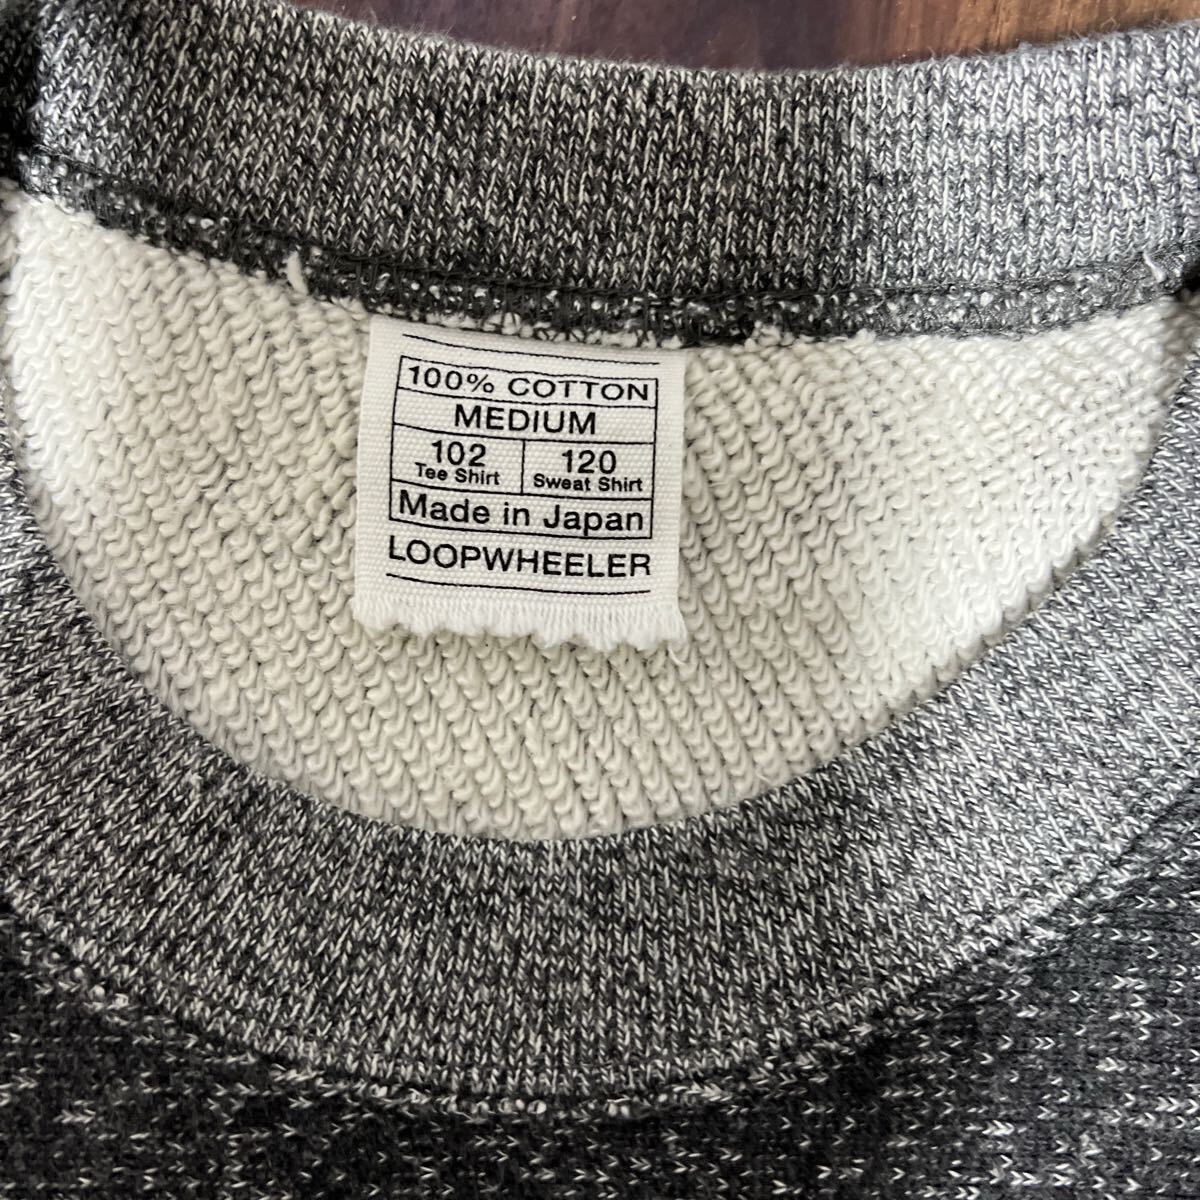 100% COTTON
MEDIUM
102 120
Tee Shirt Sweat Shirt
Made in Japan
LOOPWHEELER